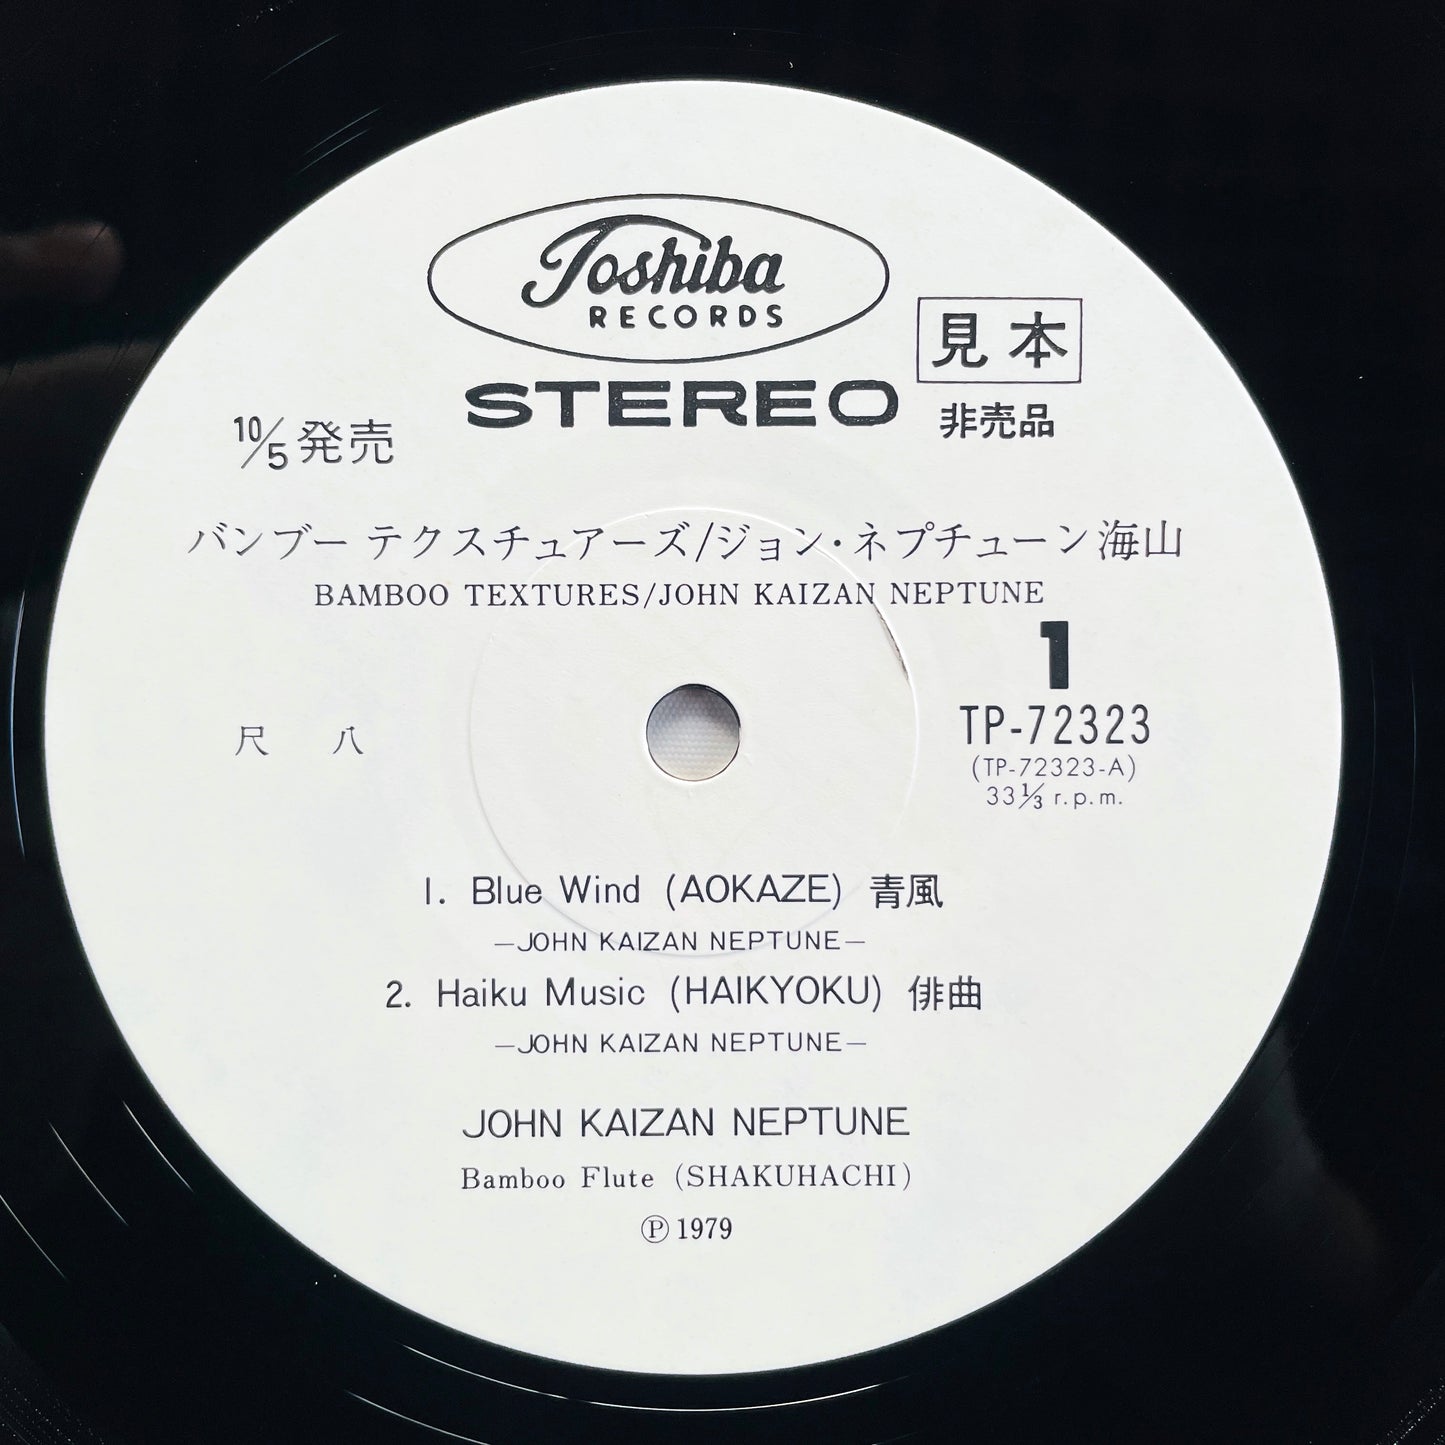 Toshiba
RECORDS
見本
STEREO
非売品
10/5発売
バンブー テクスチュアーズ/ジョン・ネプチューン海山
BAMBOO TEXTURES/JOHN KAIZAN NEPTUNE
1
尺 八
TP-72323
(TP-72323-A)
33⅓ r.p.m.
1. Blue Wind (AOKAZE) 青風
—JOHN KAIZAN NEPTUNE—
2. Haiku Music (HAIKYOKU) 俳曲
—JOHN KAIZAN NEPTUNE—
JOHN KAIZAN NEPTUNE
Bamboo Flute (SHAKUHACHI)
Ⓟ 1979